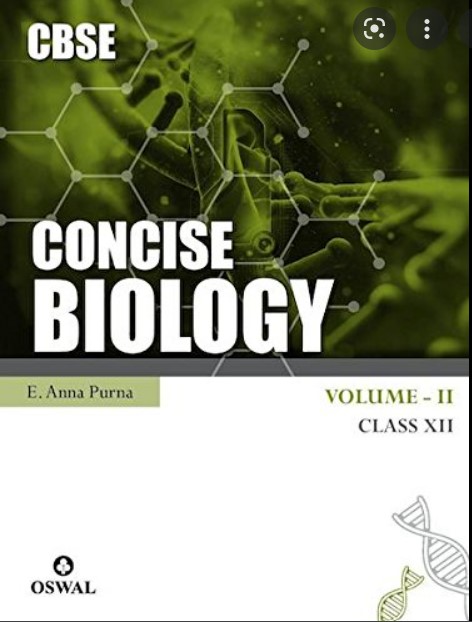 CBSE
CONCISE
BIOLOGY
E. Anna Purna
VOLUME - II
CLASS XII
OSWAL